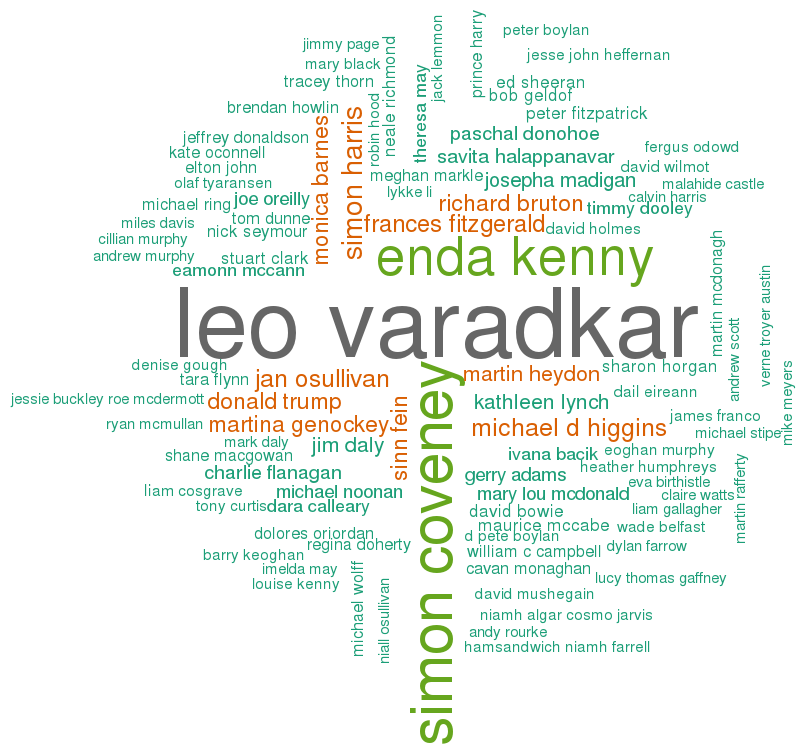 peter boylan
jimmy page
jack lemmon
prince harry
jesse john heffernan
mary black
neale richmond
tracey thorn
theresa may
ed sheeran
bob geldof
brendan howlin
robin hood
simon harris
monica barnes
peter fitzpatrick
paschal donohoe
jeffrey donaldson
fergus odowd
kate oconnell
savita halappanavar
elton john
meghan markle
david wilmot
olaf tyaransen
josepha madigan
malahide castle
lykke li
joe oreilly
calvin harris
michael ring
richard bruton
timmy dooley
tom dunne
miles davis
frances fitzgerald
nick seymour
david holmes
cillian murphy
andrew murphy
stuart clark
enda kenny
eamonn mccann
martin mcdonagh
verne troyer austin
leo varadkar
andrew scott
denise gough
sharon horgan
tara flynn
jan osullivan
martin heydon
mike meyers
dail eireann
jessie buckley roe mcdermott
donald trump
kathleen lynch
james franco
ryan mcmullan
martina genockey
sinn fein
michael d higgins
michael stipe
mark daly
jim daly
shane macgowan
ivana bacik
eoghan murphy
charlie flanagan
gerry adams
heather humphreys
eva birthistle
liam cosgrave
michael noonan
mary lou mcdonald
claire watts
martin rafferty
tony curtis
dara calleary
david bowie
liam gallagher
maurice mccabe
wade belfast
dolores oriordan
d pete boylan
regina doherty
william c campbell
dylan farrow
barry keoghan
simon coveney
imelda may
cavan monaghan
louise kenny
lucy thomas gaffney
michael wolff
niall osullivan
david mushegain
niamh algar cosmo jarvis
andy rourke
hamsandwich niamh farrell